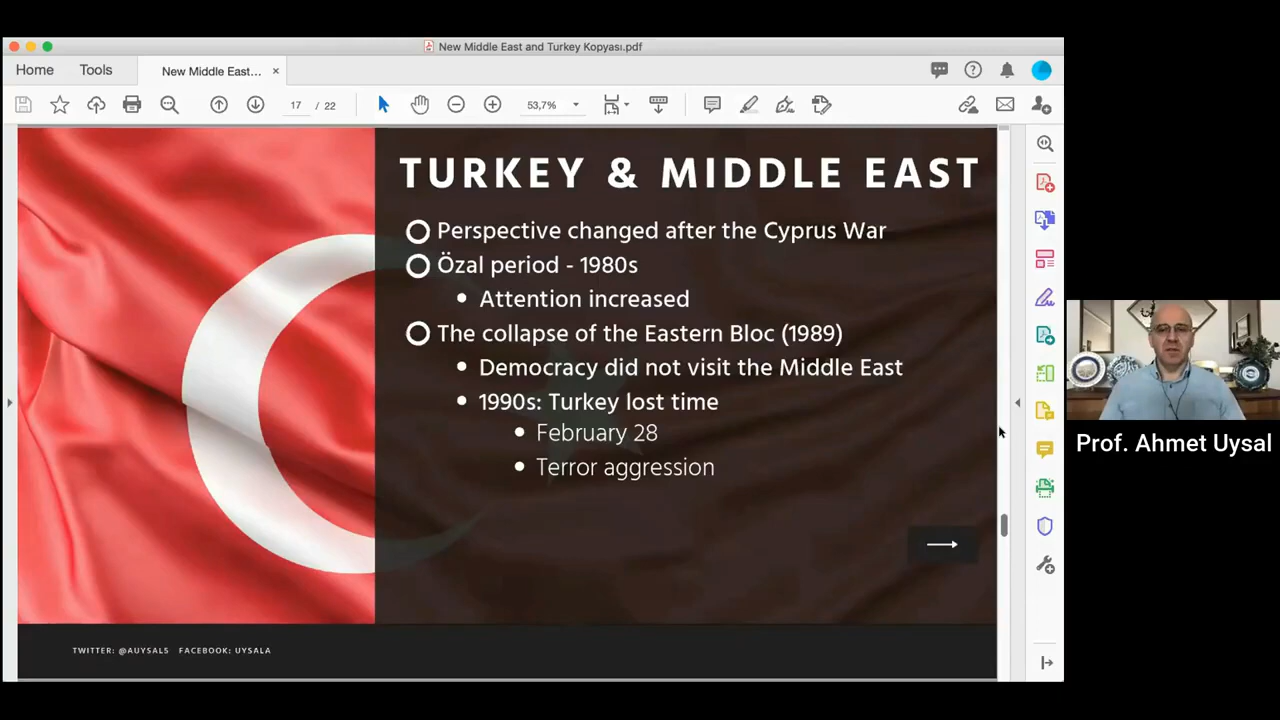 New Middle East and Turkey Kopyası.pdf
Home
Tools
New Middle East...
17 / 22
53,7%
TURKEY & MIDDLE EAST
Perspective changed after the Cyprus War
Özal period - 1980s
Attention increased
The collapse of the Eastern Bloc (1989)
Democracy did not visit the Middle East
1990s: Turkey lost time
February 28
Terror aggression
Prof. Ahmet Uysal
TWITTER: @AUYSAL5 FACEBOOK: UYSALA